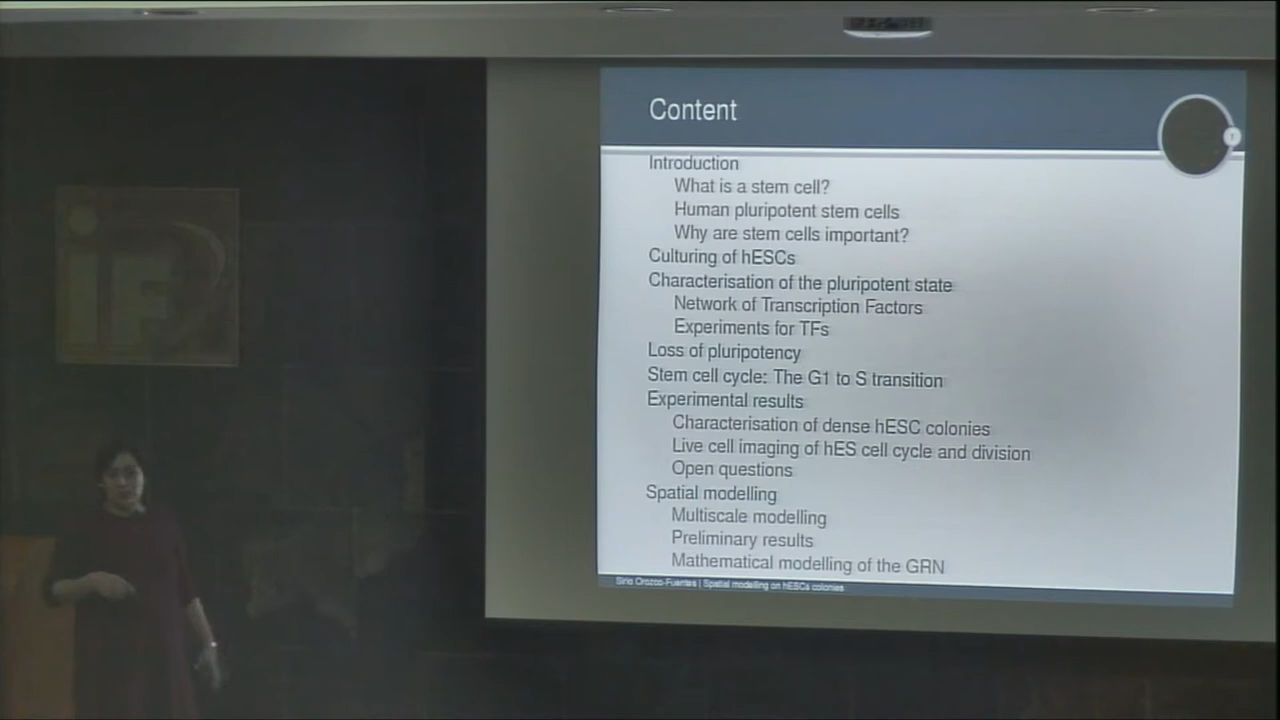 Content
1
Introduction
What is a stem cell?
Human pluripotent stem cells
Why are stem cells important?
Culturing of hESCs
Characterisation of the pluripotent state
Network of Transcription Factors
Experiments for TFs
Loss of pluripotency
Stem cell cycle: The G1 to S transition
Experimental results
Characterisation of dense hESC colonies
Live cell imaging of hES cell cycle and division
Open questions
Spatial modelling
Multiscale modelling
Preliminary results
Mathematical modelling of the GRN
Sirio Orozco-Fuentes | Spatial modelling on hESCs colonies